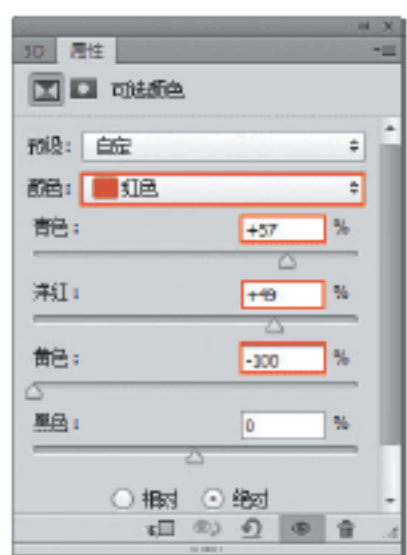 3D 属性
可选颜色
预设： 自定
颜色： 红色
青色： +57 %
洋红： +49 %
黄色： -100 %
黑色： 0 %
相对 绝对